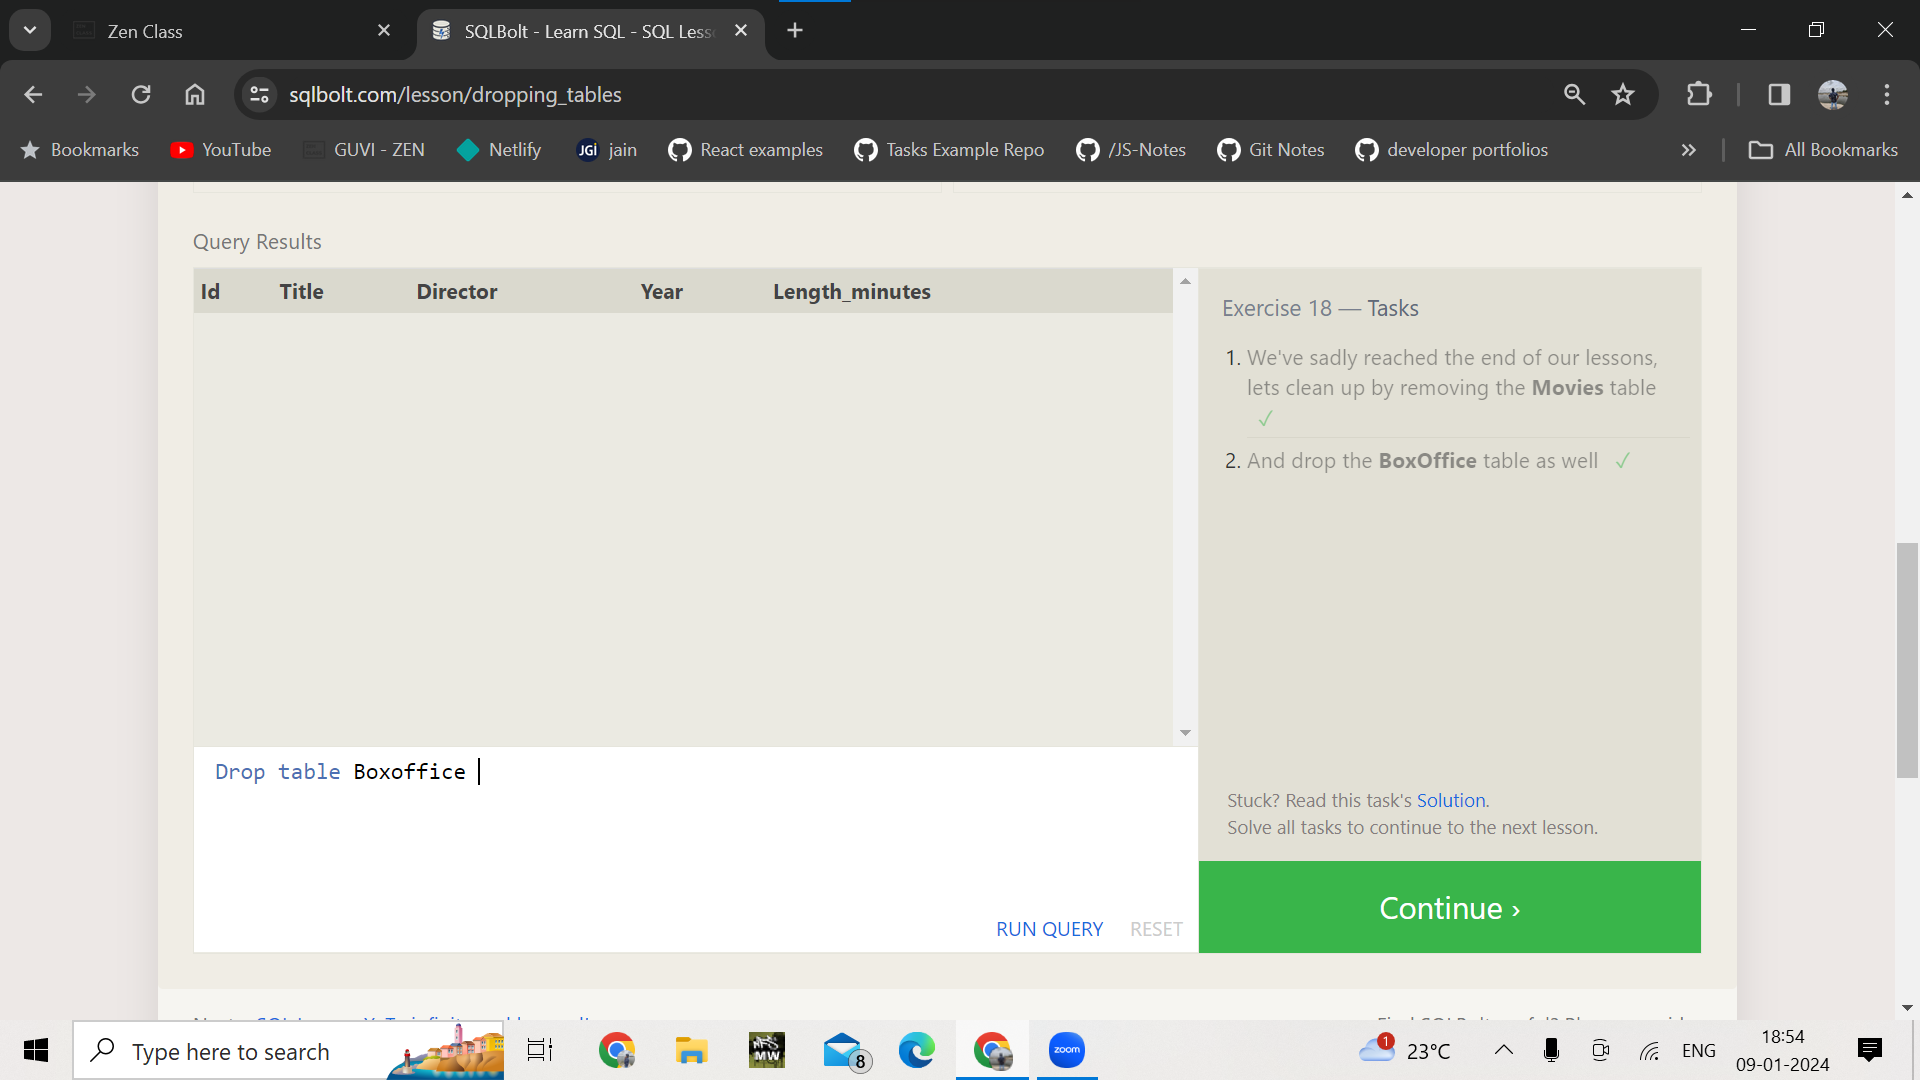 Zen Class
SQLBolt - Learn SQL - SQL Less
sqlbolt.com/lesson/dropping_tables
Bookmarks YouTube GUVI - ZEN Netlify JGi jain React examples Tasks Example Repo /JS-Notes Git Notes developer portfolios » All Bookmarks
Query Results
Id Title Director Year Length_minutes
Exercise 18 — Tasks
1. We've sadly reached the end of our lessons,
lets clean up by removing the Movies table
✓
2. And drop the BoxOffice table as well ✓
Drop table Boxoffice
Stuck? Read this task's Solution.
Solve all tasks to continue to the next lesson.
RUN QUERY RESET
Continue ›
Type here to search
NFS
MW
8
zoom
1
23°C
ENG
18:54
09-01-2024